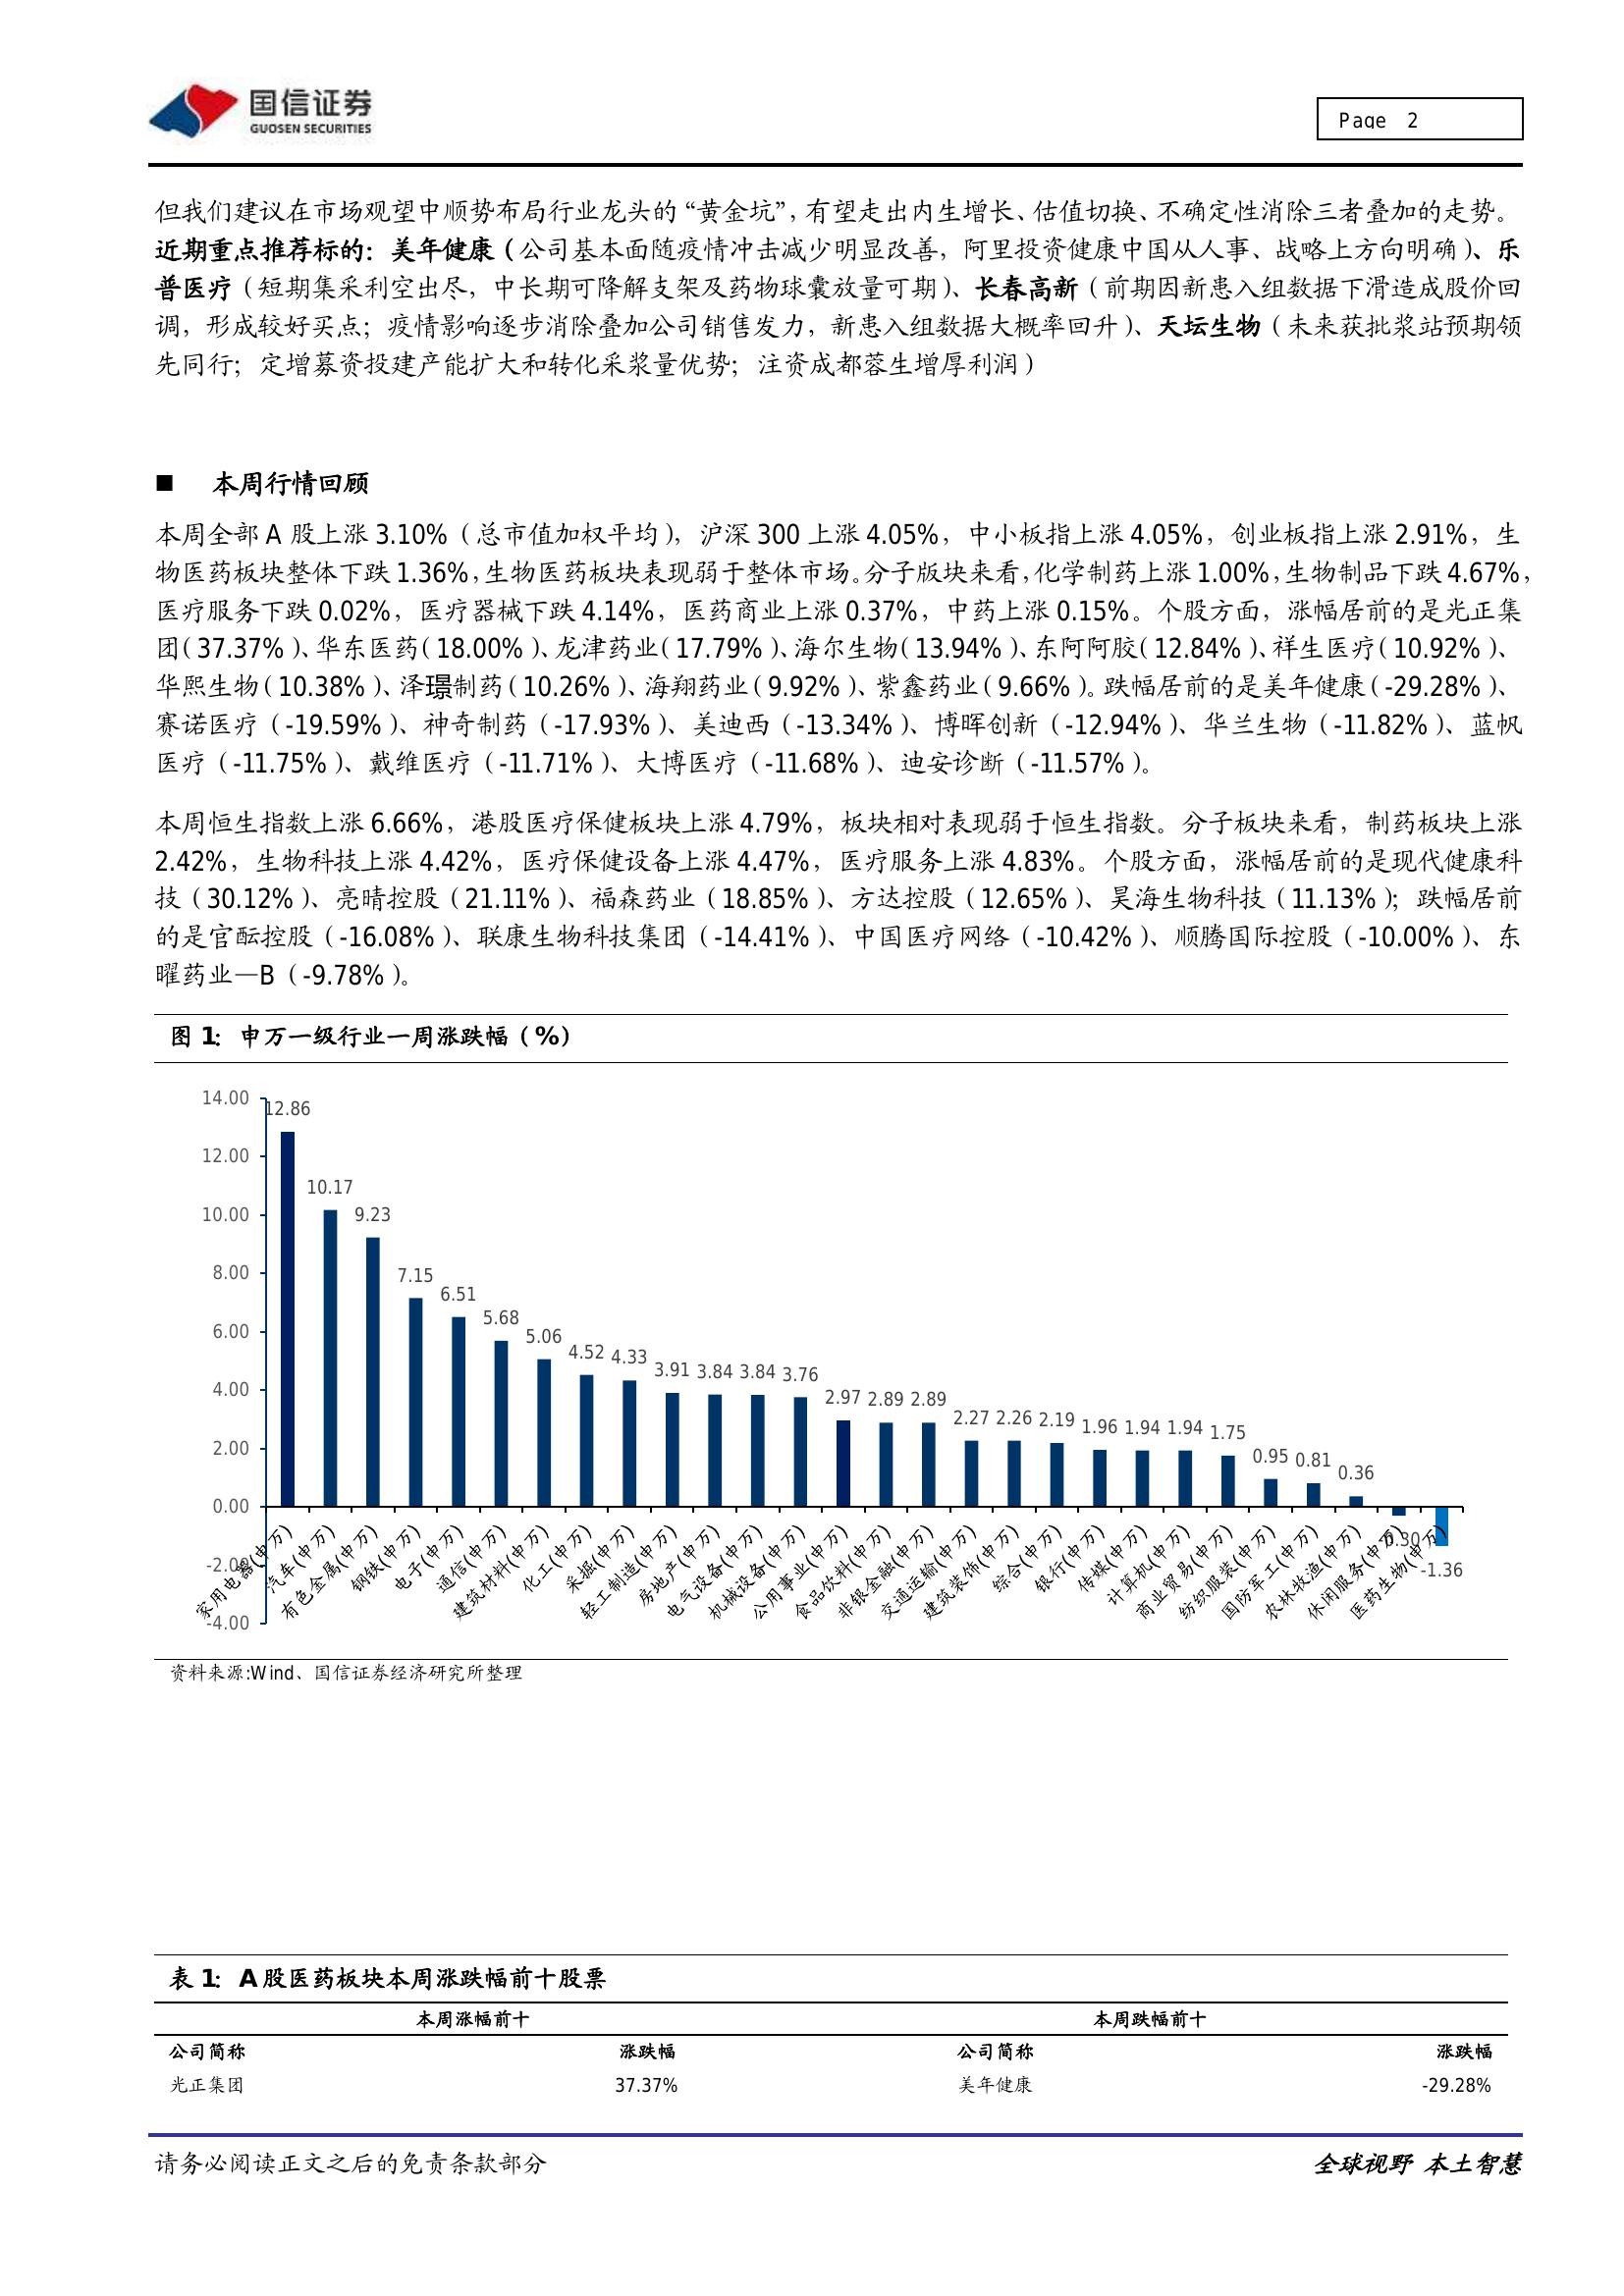 国信证券
GUOSEN SECURITIES
Page 2
但我们建议在市场观望中顺势布局行业龙头的“黄金坑”，有望走出内生增长、估值切换、不确定性消除三者叠加的走势。
近期重点推荐标的：美年健康（公司基本面随疫情冲击减少明显改善，阿里投资健康中国从人事、战略上方向明确）、乐
普医疗（短期集采利空出尽，中长期可降解支架及药物球囊放量可期）、长春高新（前期因新患入组数据下滑造成股价回
调，形成较好买点；疫情影响逐步消除叠加公司销售发力，新患入组数据大概率回升）、天坛生物（未来获批浆站预期领
先同行；定增募资投建产能扩大和转化采浆量优势；注资成都蓉生增厚利润）
■ 本周行情回顾
本周全部 A 股上涨 3.10%（总市值加权平均），沪深 300 上涨 4.05%，中小板指上涨 4.05%，创业板指上涨 2.91%，生
物医药板块整体下跌 1.36%，生物医药板块表现弱于整体市场。分子版块来看，化学制药上涨 1.00%，生物制品下跌 4.67%，
医疗服务下跌 0.02%，医疗器械下跌 4.14%，医药商业上涨 0.37%，中药上涨 0.15%。个股方面，涨幅居前的是光正集
团（37.37%）、华东医药（18.00%）、龙津药业（17.79%）、海尔生物（13.94%）、东阿阿胶（12.84%）、祥生医疗（10.92%）、
华熙生物（10.38%）、泽璟制药（10.26%）、海翔药业（9.92%）、紫鑫药业（9.66%）。跌幅居前的是美年健康（-29.28%）、
赛诺医疗（-19.59%）、神奇制药（-17.93%）、美迪西（-13.34%）、博晖创新（-12.94%）、华兰生物（-11.82%）、蓝帆
医疗（-11.75%）、戴维医疗（-11.71%）、大博医疗（-11.68%）、迪安诊断（-11.57%）。
本周恒生指数上涨 6.66%，港股医疗保健板块上涨 4.79%，板块相对表现弱于恒生指数。分子板块来看，制药板块上涨
2.42%，生物科技上涨 4.42%，医疗保健设备上涨 4.47%，医疗服务上涨 4.83%。个股方面，涨幅居前的是现代健康科
技（30.12%）、亮晴控股（21.11%）、福森药业（18.85%）、方达控股（12.65%）、昊海生物科技（11.13%）；跌幅居前
的是官酝控股（-16.08%）、联康生物科技集团（-14.41%）、中国医疗网络（-10.42%）、顺腾国际控股（-10.00%）、东
曜药业—B（-9.78%）。
图 1：申万一级行业一周涨跌幅（%）
14.00
12.00
10.00
8.00
6.00
4.00
2.00
0.00
-2.00
-4.00
12.86
10.17
9.23
7.15
6.51
5.68
5.06
4.52
4.33
3.91
3.84
3.84
3.76
2.97
2.89
2.89
2.27
2.26
2.19
1.96
1.94
1.94
1.75
0.95
0.81
0.36
-0.30
-1.36
家用电器(申万)
汽车(申万)
有色金属(申万)
钢铁(申万)
电子(申万)
通信(申万)
建筑材料(申万)
化工(申万)
采掘(申万)
轻工制造(申万)
房地产(申万)
电气设备(申万)
机械设备(申万)
公用事业(申万)
食品饮料(申万)
非银金融(申万)
交通运输(申万)
建筑装饰(申万)
综合(申万)
银行(申万)
传媒(申万)
计算机(申万)
商业贸易(申万)
纺织服装(申万)
国防军工(申万)
农林牧渔(申万)
休闲服务(申万)
医药生物(申万)
资料来源:Wind、国信证券经济研究所整理
表 1：A 股医药板块本周涨跌幅前十股票
本周涨幅前十 本周跌幅前十
公司简称 涨跌幅 公司简称 涨跌幅
光正集团 37.37% 美年健康 -29.28%
请务必阅读正文之后的免责条款部分 全球视野 本土智慧